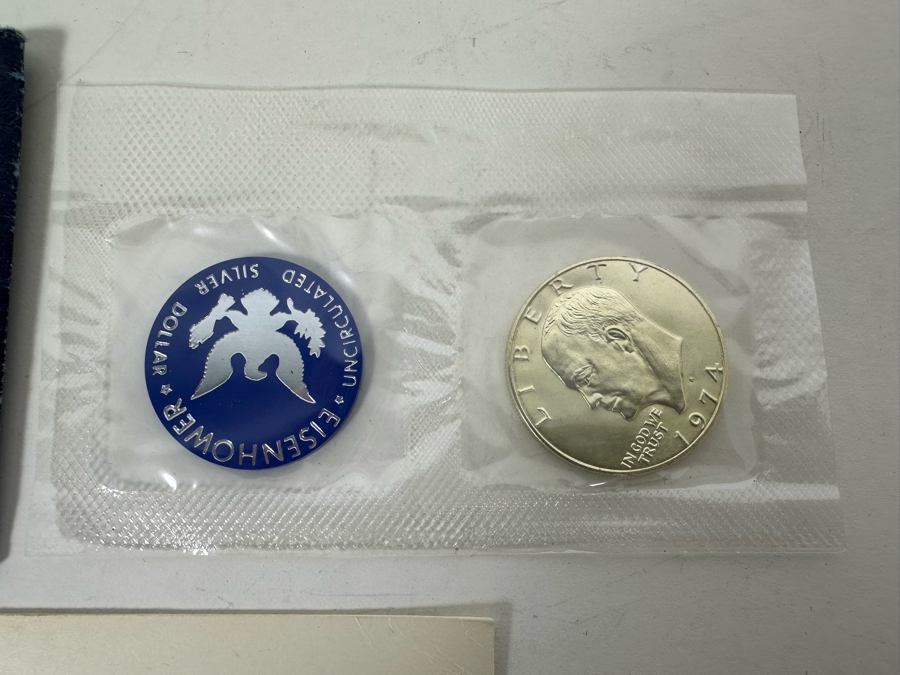 EISENHOWER
★ UNCIRCULATED SILVER DOLLAR ★
LIBERTY
IN GOD WE
TRUST
1974